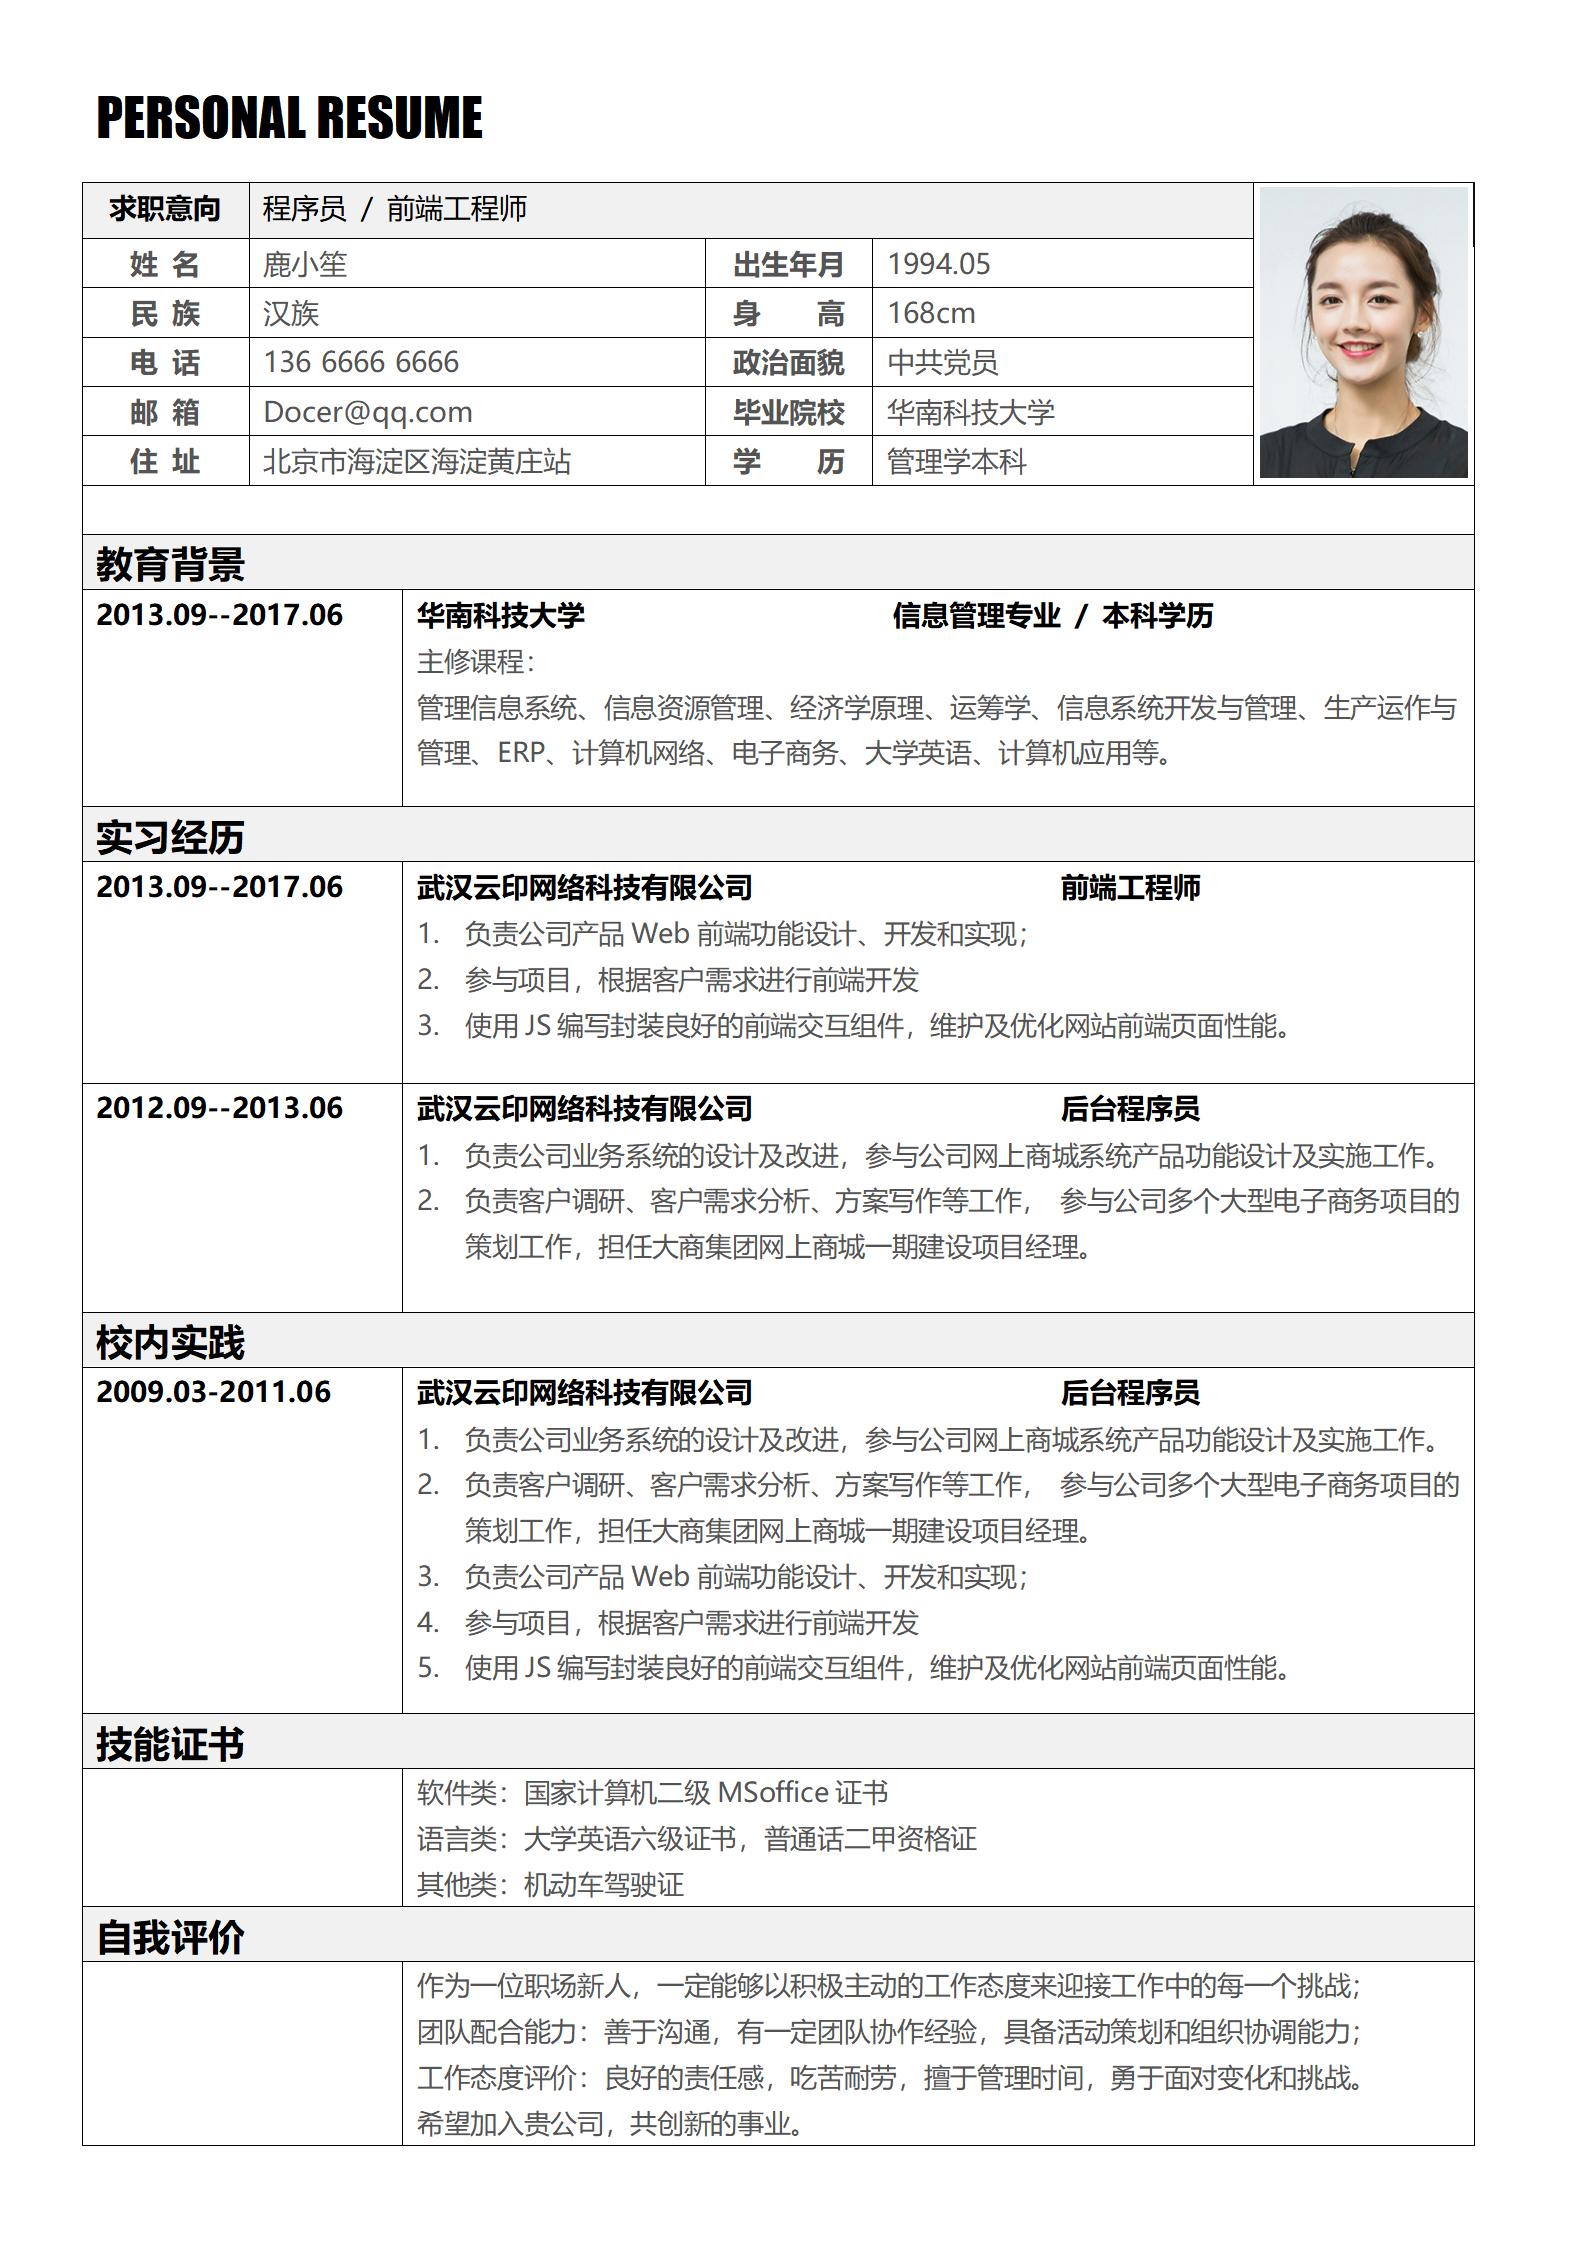 PERSONAL RESUME
求职意向 程序员 / 前端工程师
姓 名 鹿小笙 出生年月 1994.05
民 族 汉族 身 高 168cm
电 话 136 6666 6666 政治面貌 中共党员
邮 箱 Docer@qq.com 毕业院校 华南科技大学
住 址 北京市海淀区海淀黄庄站 学 历 管理学本科
教育背景
2013.09--2017.06 华南科技大学 信息管理专业 / 本科学历
主修课程：
管理信息系统、信息资源管理、经济学原理、运筹学、信息系统开发与管理、生产运作与
管理、ERP、计算机网络、电子商务、大学英语、计算机应用等。
实习经历
2013.09--2017.06 武汉云印网络科技有限公司 前端工程师
1. 负责公司产品 Web 前端功能设计、开发和实现；
2. 参与项目，根据客户需求进行前端开发
3. 使用 JS 编写封装良好的前端交互组件，维护及优化网站前端页面性能。
2012.09--2013.06 武汉云印网络科技有限公司 后台程序员
1. 负责公司业务系统的设计及改进，参与公司网上商城系统产品功能设计及实施工作。
2. 负责客户调研、客户需求分析、方案写作等工作， 参与公司多个大型电子商务项目的
策划工作，担任大商集团网上商城一期建设项目经理。
校内实践
2009.03-2011.06 武汉云印网络科技有限公司 后台程序员
1. 负责公司业务系统的设计及改进，参与公司网上商城系统产品功能设计及实施工作。
2. 负责客户调研、客户需求分析、方案写作等工作， 参与公司多个大型电子商务项目的
策划工作，担任大商集团网上商城一期建设项目经理。
3. 负责公司产品 Web 前端功能设计、开发和实现；
4. 参与项目，根据客户需求进行前端开发
5. 使用 JS 编写封装良好的前端交互组件，维护及优化网站前端页面性能。
技能证书
软件类：国家计算机二级 MSoffice 证书
语言类：大学英语六级证书，普通话二甲资格证
其他类：机动车驾驶证
自我评价
作为一位职场新人，一定能够以积极主动的工作态度来迎接工作中的每一个挑战；
团队配合能力：善于沟通，有一定团队协作经验，具备活动策划和组织协调能力；
工作态度评价：良好的责任感，吃苦耐劳，擅于管理时间，勇于面对变化和挑战。
希望加入贵公司，共创新的事业。